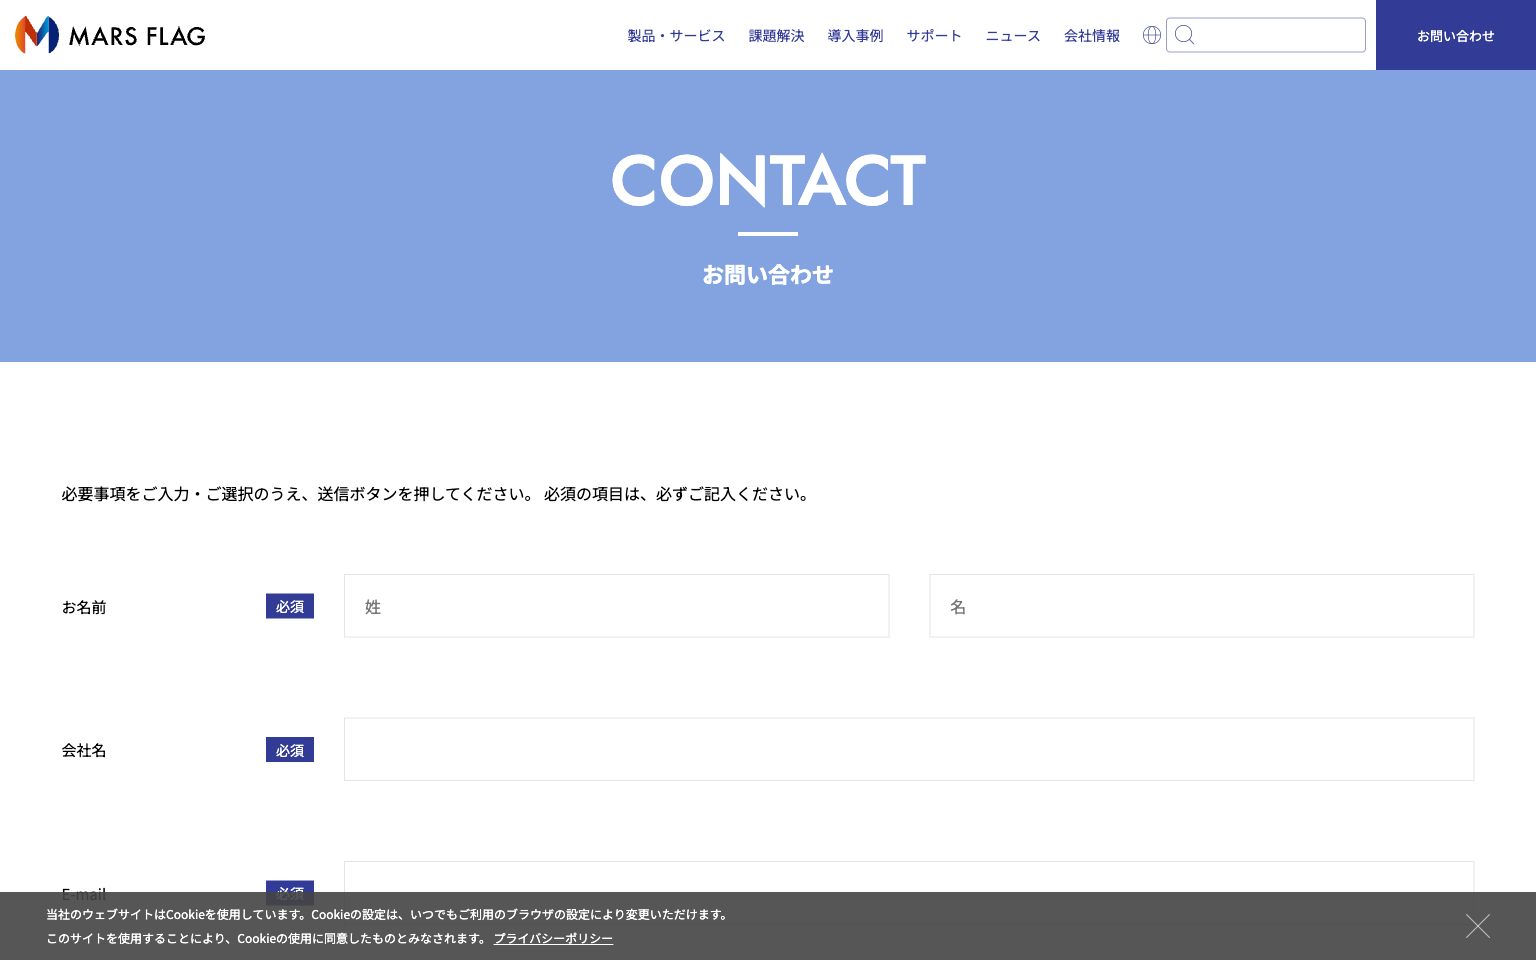 MARS FLAG
製品・サービス 課題解決 導入事例 サポート ニュース 会社情報 お問い合わせ
CONTACT
お問い合わせ
必要事項をご入力・ご選択のうえ、送信ボタンを押してください。 必須の項目は、必ずご記入ください。
お名前 必須 姓 名
会社名 必須
E-mail 必須
当社のウェブサイトはCookieを使用しています。Cookieの設定は、いつでもご利用のブラウザの設定により変更いただけます。
このサイトを使用することにより、Cookieの使用に同意したものとみなされます。 プライバシーポリシー